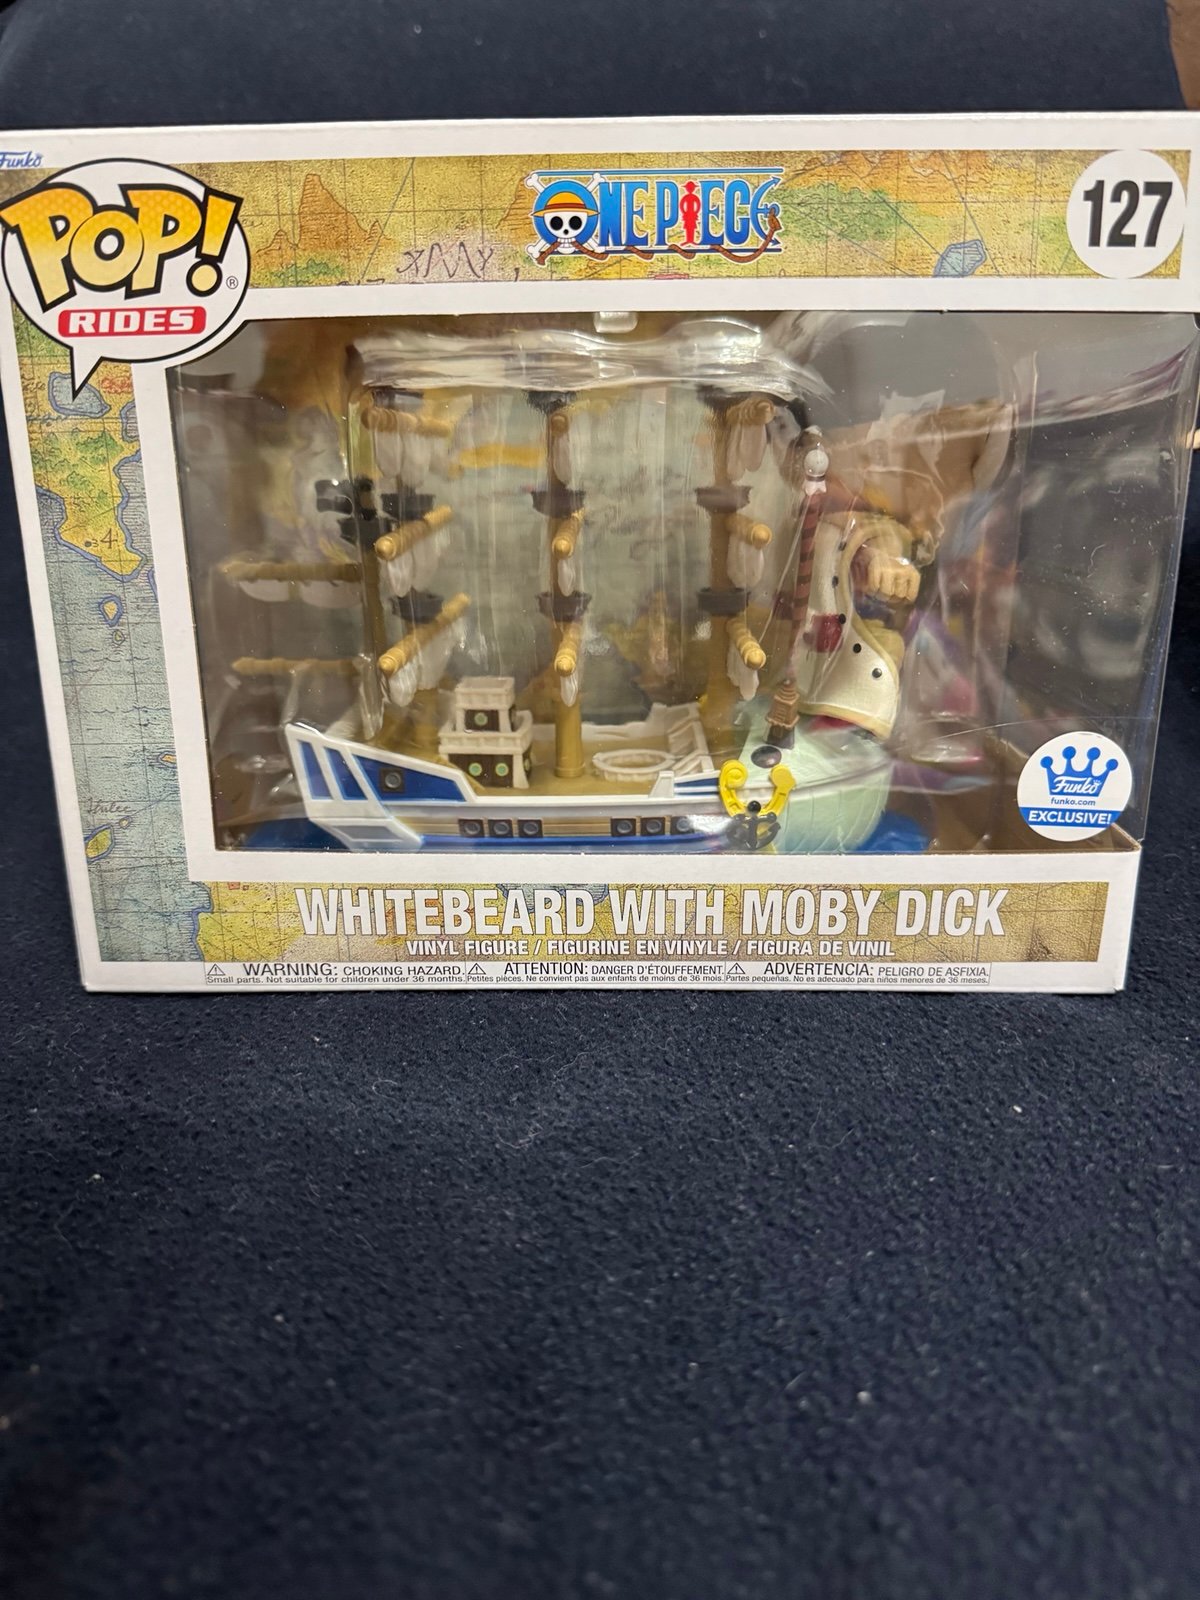 Funko
POP!
®
RIDES
ONE PIECE
127
Funko
funko.com
EXCLUSIVE!
WHITEBEARD WITH MOBY DICK
VINYL FIGURE / FIGURINE EN VINYLE / FIGURA DE VINIL
WARNING: CHOKING HAZARD. ATTENTION: DANGER D'ÉTOUFFEMENT. ADVERTENCIA: PELIGRO DE ASFIXIA.
Small parts. Not suitable for children under 36 months. Petites pièces. Ne convient pas aux enfants de moins de 36 mois. Partes pequeñas. No es adecuado para niños menores de 36 meses.